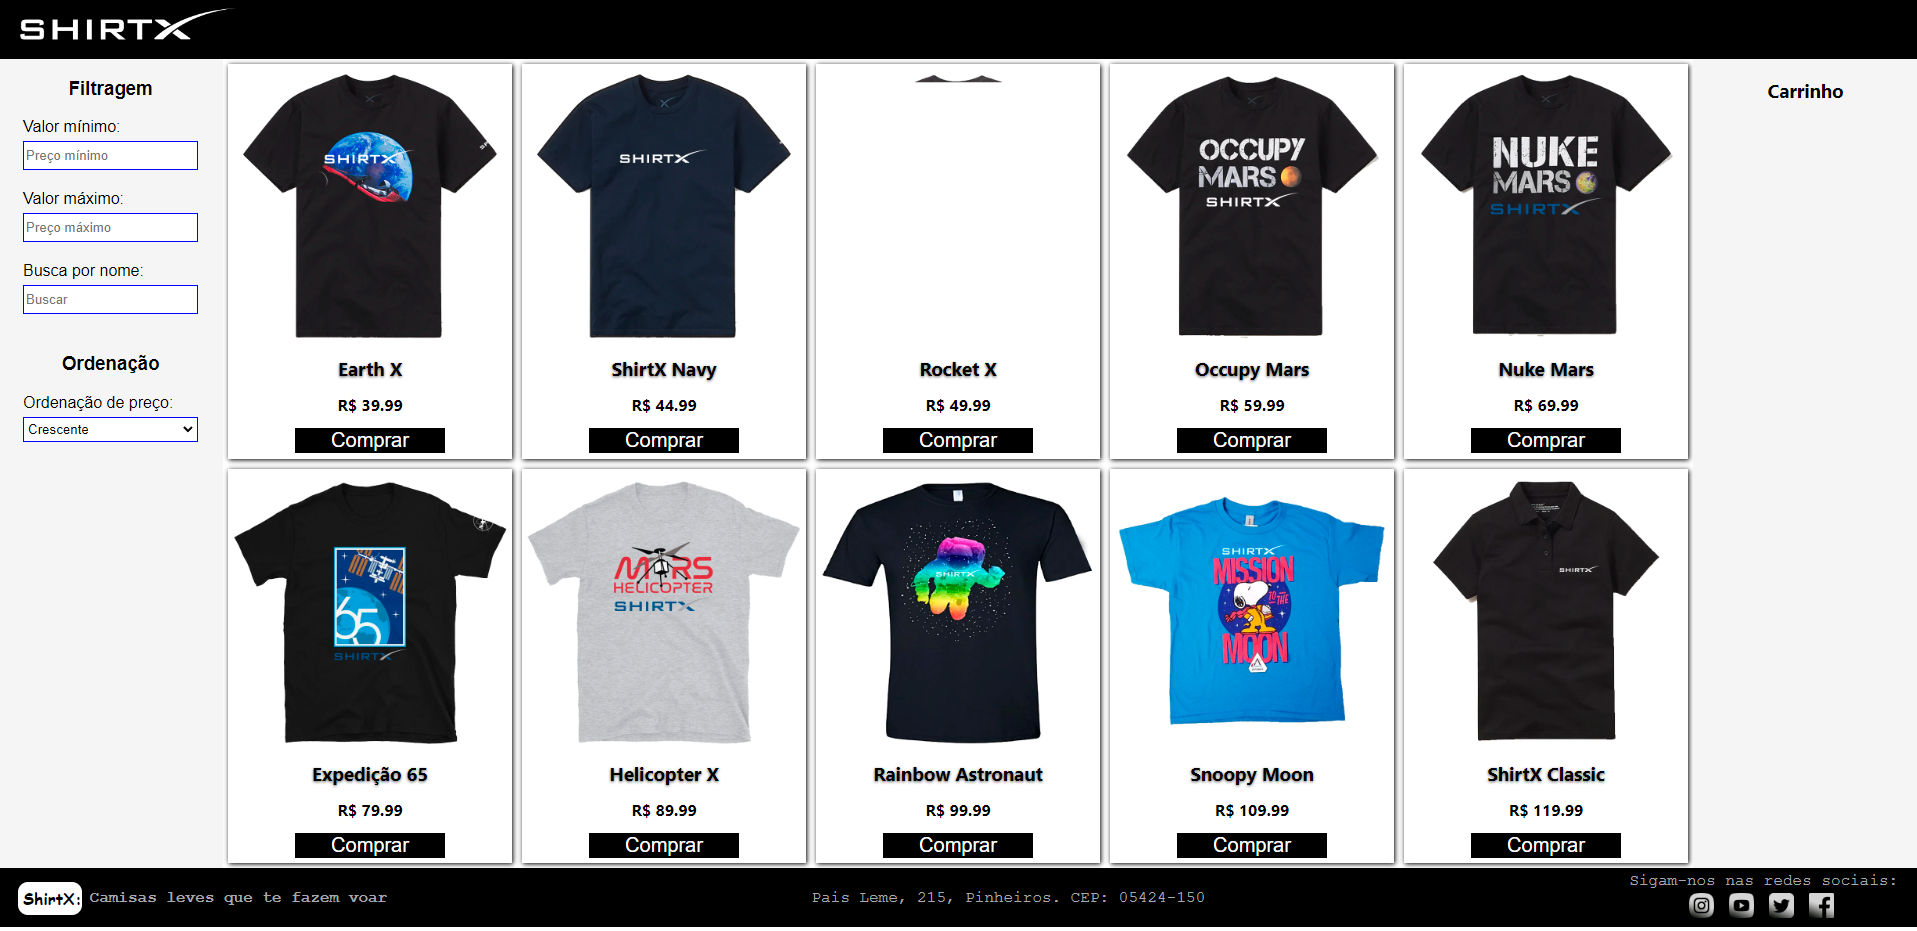 SHIRTX
Filtragem
Valor mínimo:
Preço mínimo
Valor máximo:
Preço máximo
Busca por nome:
Buscar
Ordenação
Ordenação de preço:
Crescente
SHIRTX
Earth X
R$ 39.99
Comprar
SHIRTX
ShirtX Navy
R$ 44.99
Comprar
Rocket X
R$ 49.99
Comprar
OCCUPY
MARS
SHIRTX
Occupy Mars
R$ 59.99
Comprar
NUKE
MARS
SHIRTX
Nuke Mars
R$ 69.99
Comprar
65
SHIRTX
Expedição 65
R$ 79.99
Comprar
MARS
HELICOPTER
SHIRTX
Helicopter X
R$ 89.99
Comprar
SHIRTX
Rainbow Astronaut
R$ 99.99
Comprar
SHIRTX
MISSION
TO THE
MOON
Snoopy Moon
R$ 109.99
Comprar
SHIRTX
ShirtX Classic
R$ 119.99
Comprar
Carrinho
ShirtX: Camisas leves que te fazem voar
Pais Leme, 215, Pinheiros. CEP: 05424-150
Sigam-nos nas redes sociais: